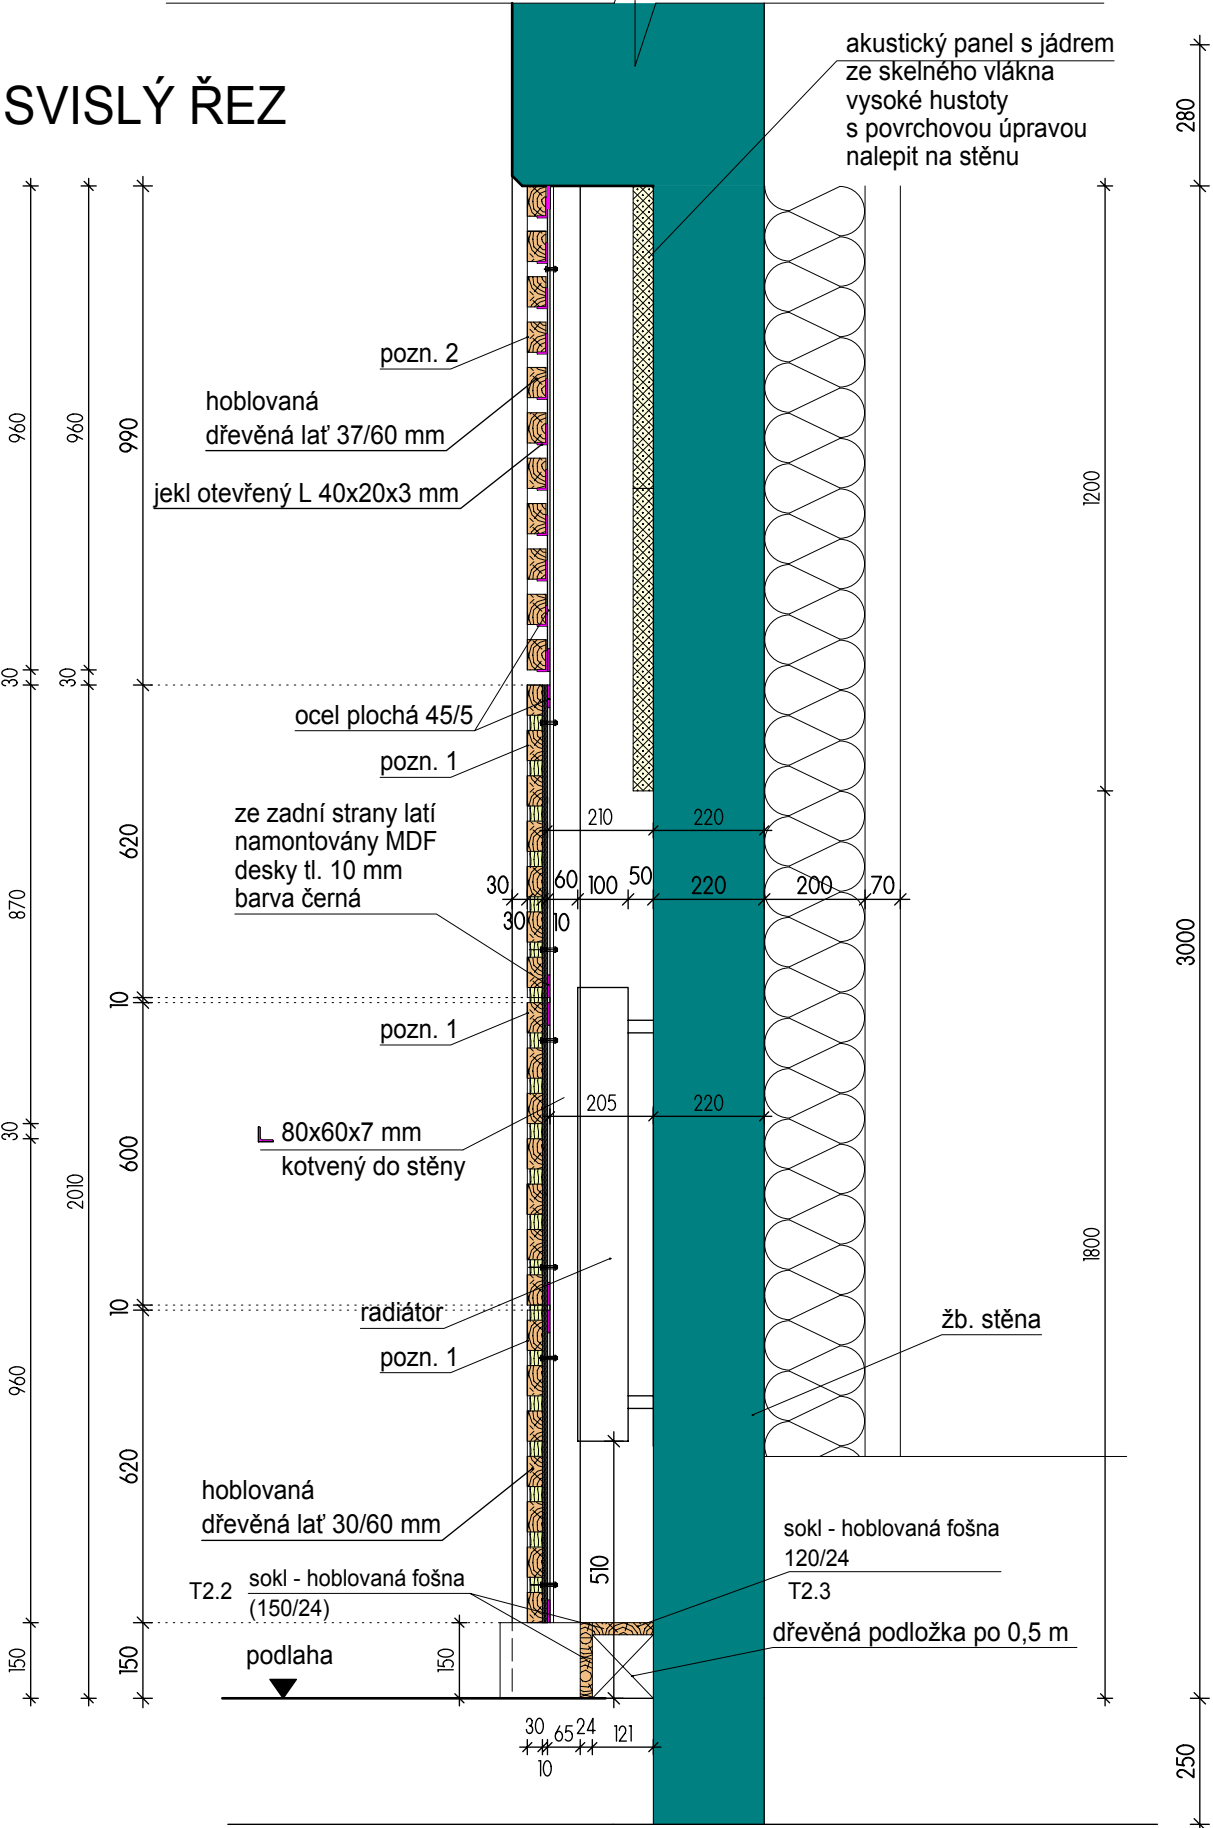 SVISLÝ ŘEZ
akustický panel s jádrem
ze skelného vlákna
vysoké hustoty
s povrchovou úpravou
nalepit na stěnu
280
pozn. 2
hoblovaná
dřevěná lať 37/60 mm
jekl otevřený L 40x20x3 mm
960
960
990
1200
30
30
ocel plochá 45/5
pozn. 1
ze zadní strany latí
namontovány MDF
desky tl. 10 mm
barva černá
210
220
620
870
30
60
100
50
220
200
70
30
10
3000
10
pozn. 1
205
220
80x60x7 mm
kotvený do stěny
30
600
2010
1800
10
radiátor
pozn. 1
žb. stěna
960
620
hoblovaná
dřevěná lať 30/60 mm
510
sokl - hoblovaná fošna
120/24
T2.3
T2.2
sokl - hoblovaná fošna
(150/24)
dřevěná podložka po 0,5 m
podlaha
150
150
150
30
65
24
121
10
250